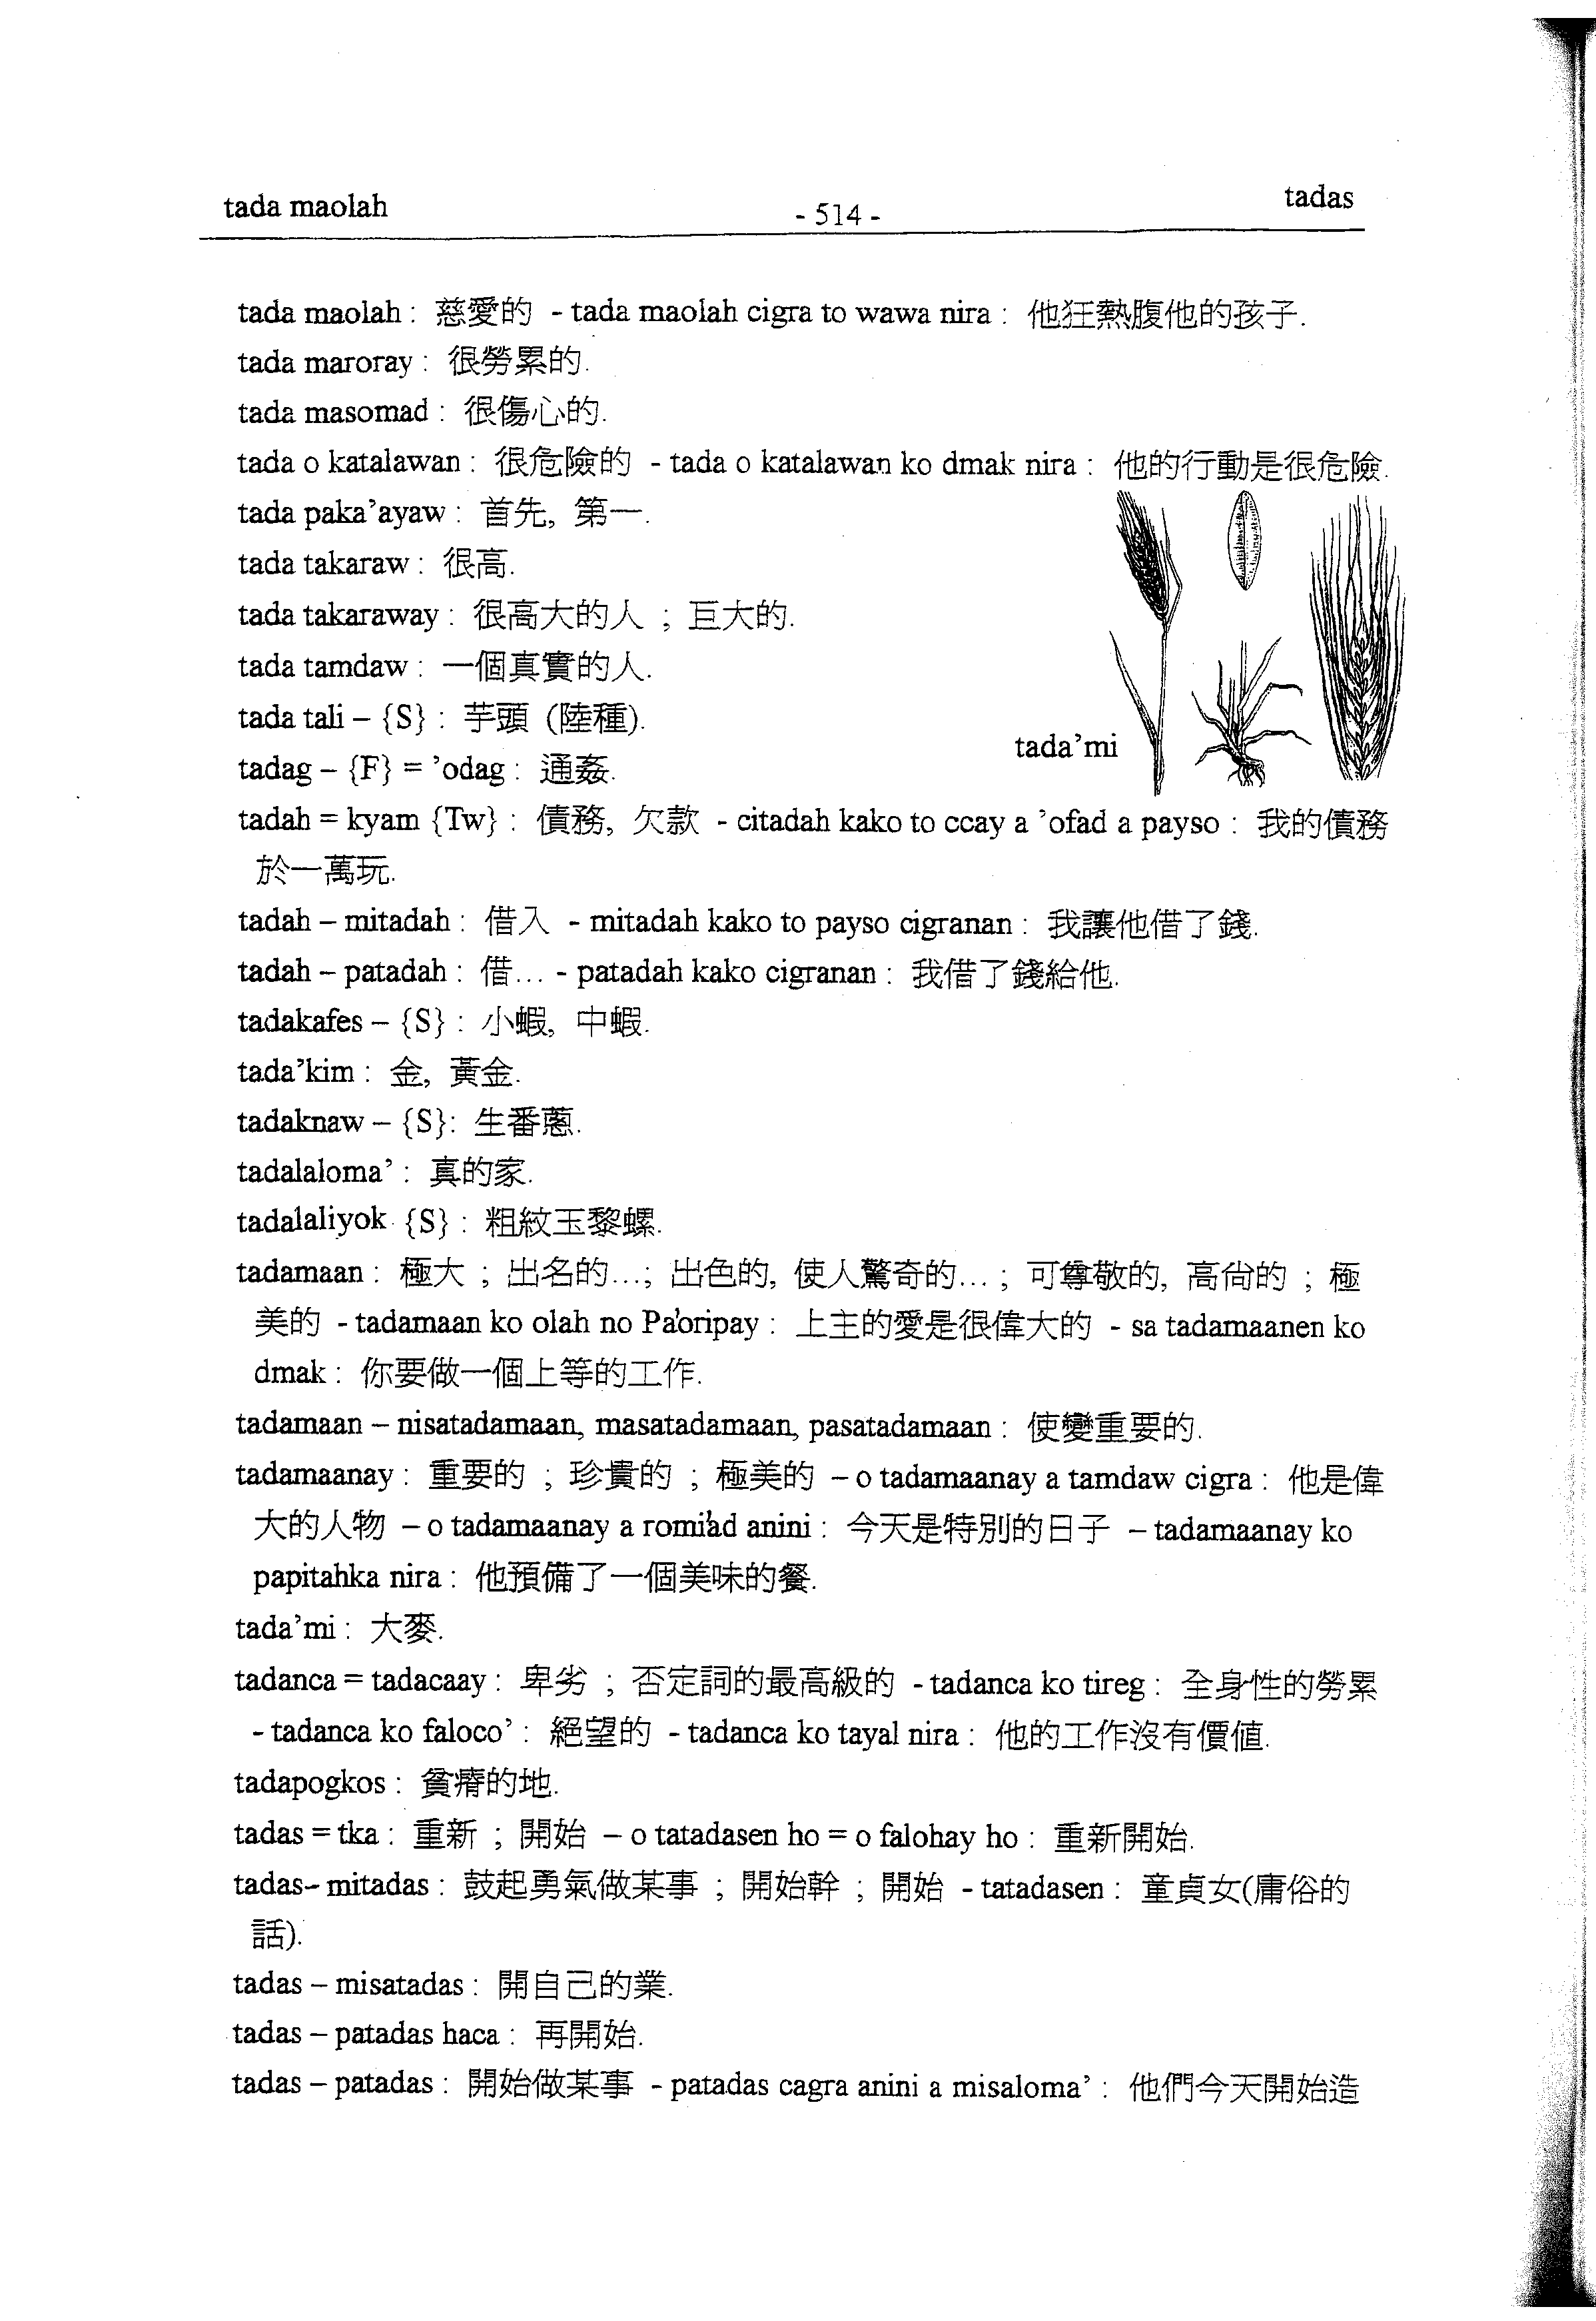 tada maolah
- 514 -
tadas
tada maolah : 慈愛的 - tada maolah cigra to wawa nira : 他狂熱腹他的孩子.
tada maroray : 很勞累的.
tada masomad : 很傷心的.
tada o katalawan : 很危險的 - tada o katalawan ko dmak nira : 他的行動是很危險.
tada paka’ayaw : 首先, 第一.
tada takaraw : 很高.
tada takaraway : 很高大的人 ; 巨大的.
tada tamdaw : 一個真實的人.
tada tali – {S} : 芋頭 (陸種).
tada’mi
tadag – {F} = ’odag : 通姦.
tadah = kyam {Tw} : 債務, 欠款 - citadah kako to ccay a ’ofad a payso : 我的債務
於一萬玩.
tadah – mitadah : 借入 - mitadah kako to payso cigranan : 我讓他借了錢.
tadah – patadah : 借... - patadah kako cigranan : 我借了錢給他.
tadakafes – {S} : 小蝦, 中蝦.
tada’kim : 金, 黃金.
tadaknaw – {S}: 生番蔥.
tadalaloma’ : 真的家.
tadalaliyok {S} : 粗紋玉黎螺.
tadamaan : 極大 ; 出名的...; 出色的, 使人驚奇的... ; 可尊敬的, 高尙的 ; 極
美的 - tadamaan ko olah no Pa’oripay : 上主的愛是很偉大的 - sa tadamaanen ko
dmak : 你要做一個上等的工作.
tadamaan – nisatadamaan, masatadamaan, pasatadamaan : 使變重要的.
tadamaanay : 重要的 ; 珍貴的 ; 極美的 – o tadamaanay a tamdaw cigra : 他是偉
大的人物 – o tadamaanay a romi’ad anini : 今天是特別的日子 – tadamaanay ko
papitahka nira : 他預備了一個美味的餐.
tada’mi : 大麥.
tadanca = tadacaay : 卑劣 ; 否定詞的最高級的 - tadanca ko tireg : 全身性的勞累
- tadanca ko faloco’ : 絕望的 - tadanca ko tayal nira : 他的工作沒有價値.
tadapogkos : 貧瘠的地.
tadas = tka : 重新 ; 開始 – o tatadasen ho = o falohay ho : 重新開始.
tadas– mitadas : 鼓起勇氣做某事 ; 開始幹 ; 開始 - tatadasen : 童貞女(庸俗的
話).
tadas – misatadas : 開自己的業.
tadas – patadas haca : 再開始.
tadas – patadas : 開始做某事 - patadas cagra anini a misaloma’ : 他們今天開始造